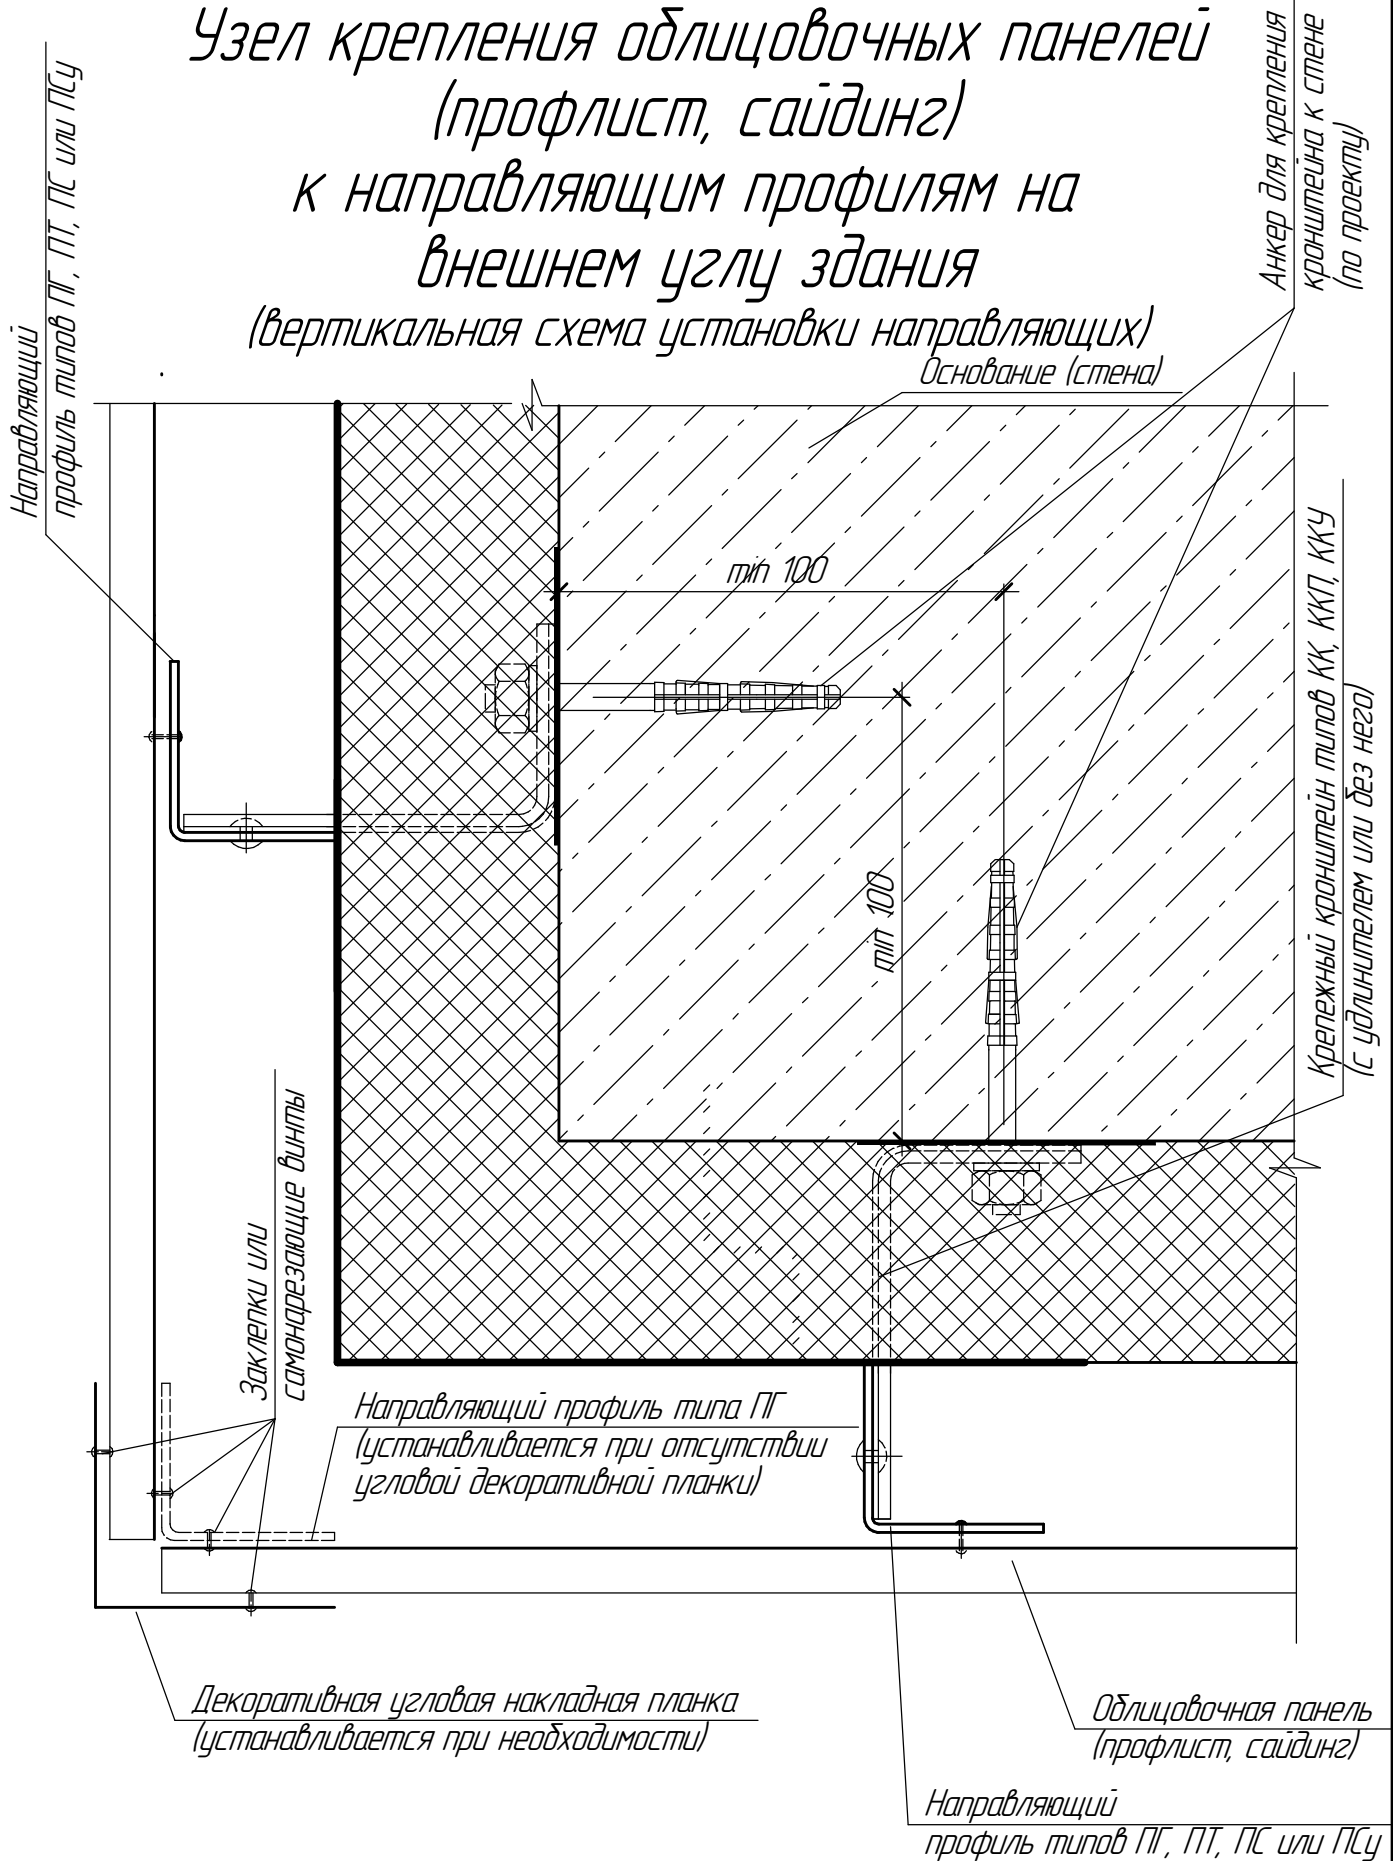 Узел крепления облицовочных панелей
(профлист, сайдинг)
к направляющим профилям на
внешнем углу здания
(вертикальная схема установки направляющих)
Направляющий
профиль типов ПГ, ПТ, ПС или ПСу
Анкер для крепления
кронштейна к стене
(по проекту)
Основание (стена)
min 100
min 100
Крепежный кронштейн типов КК, ККП, ККУ
(с удлинителем или без него)
Заклепки или
самонарезающие винты
Направляющий профиль типа ПГ
(устанавливается при отсутствии
угловой декоративной планки)
Декоративная угловая накладная планка
(устанавливается при необходимости)
Облицовочная панель
(профлист, сайдинг)
Направляющий
профиль типов ПГ, ПТ, ПС или ПСу